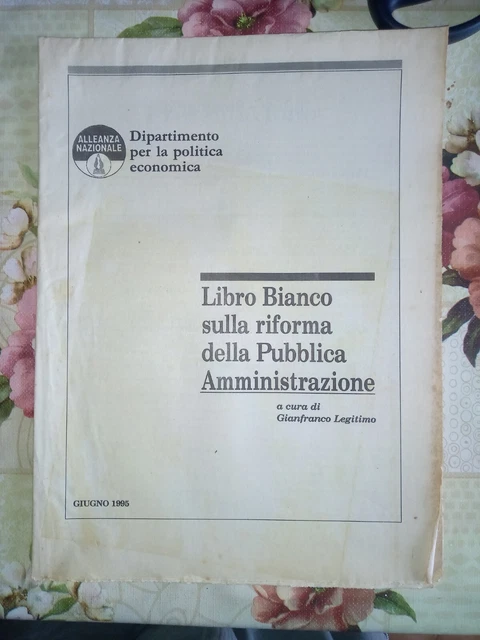 ALLEANZA
NAZIONALE
Dipartimento
per la politica
economica
Libro Bianco
sulla riforma
della Pubblica
Amministrazione
a cura di
Gianfranco Legitimo
GIUGNO 1995